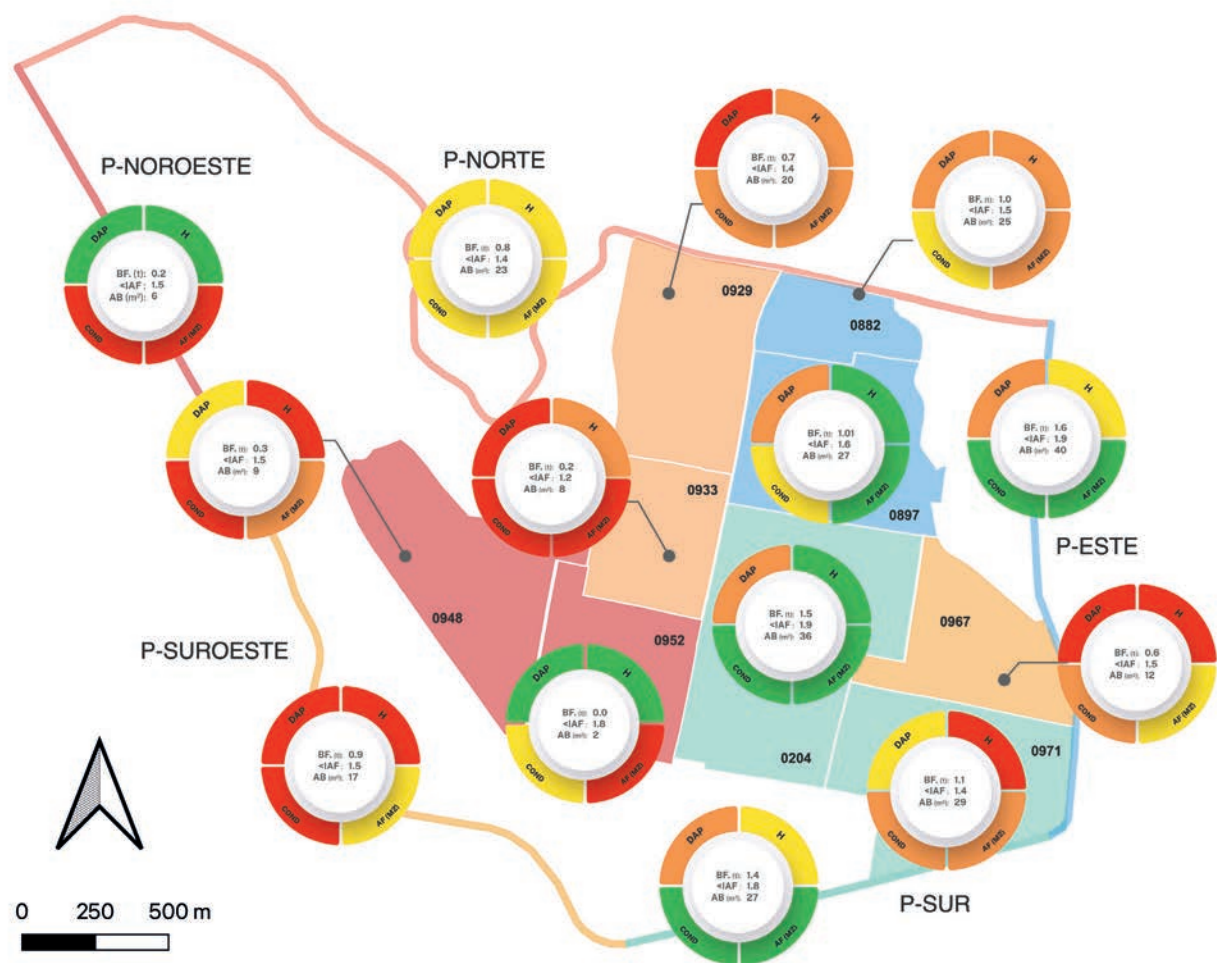 P-NOROESTE
DAP
H
BF. (t): 0.2
<IAF : 1.5
AB (m²): 6
COND
AF (M2)
P-NORTE
DAP
H
BF. (t): 0.8
<IAF : 1.4
AB (m²): 23
COND
AF (M2)
DAP
H
BF. (t): 0.7
<IAF : 1.4
AB (m²): 20
COND
AF (M2)
DAP
H
BF. (t): 1.0
<IAF : 1.5
AB (m²): 25
COND
AF (M2)
0929
0882
DAP
H
BF. (t): 0.3
<IAF : 1.5
AB (m²): 9
COND
AF (M2)
DAP
H
BF. (t): 0.2
<IAF : 1.2
AB (m²): 8
COND
AF (M2)
0933
DAP
H
BF. (t): 1.01
<IAF : 1.6
AB (m²): 27
COND
AF (M2)
0897
DAP
H
BF. (t): 1.6
<IAF : 1.9
AB (m²): 40
COND
AF (M2)
P-ESTE
0948
0952
DAP
H
BF. (t): 1.5
<IAF : 1.9
AB (m²): 36
COND
AF (M2)
0967
DAP
H
BF. (t): 0.6
<IAF : 1.5
AB (m²): 12
COND
AF (M2)
P-SUROESTE
DAP
H
BF. (t): 0.9
<IAF : 1.5
AB (m²): 17
COND
AF (M2)
DAP
H
BF. (t): 0.0
<IAF : 1.8
AB (m²): 2
COND
AF (M2)
0204
DAP
H
BF. (t): 1.1
<IAF : 1.4
AB (m²): 29
COND
AF (M2)
0971
DAP
H
BF. (t): 1.4
<IAF : 1.8
AB (m²): 27
COND
AF (M2)
P-SUR
0 250 500 m